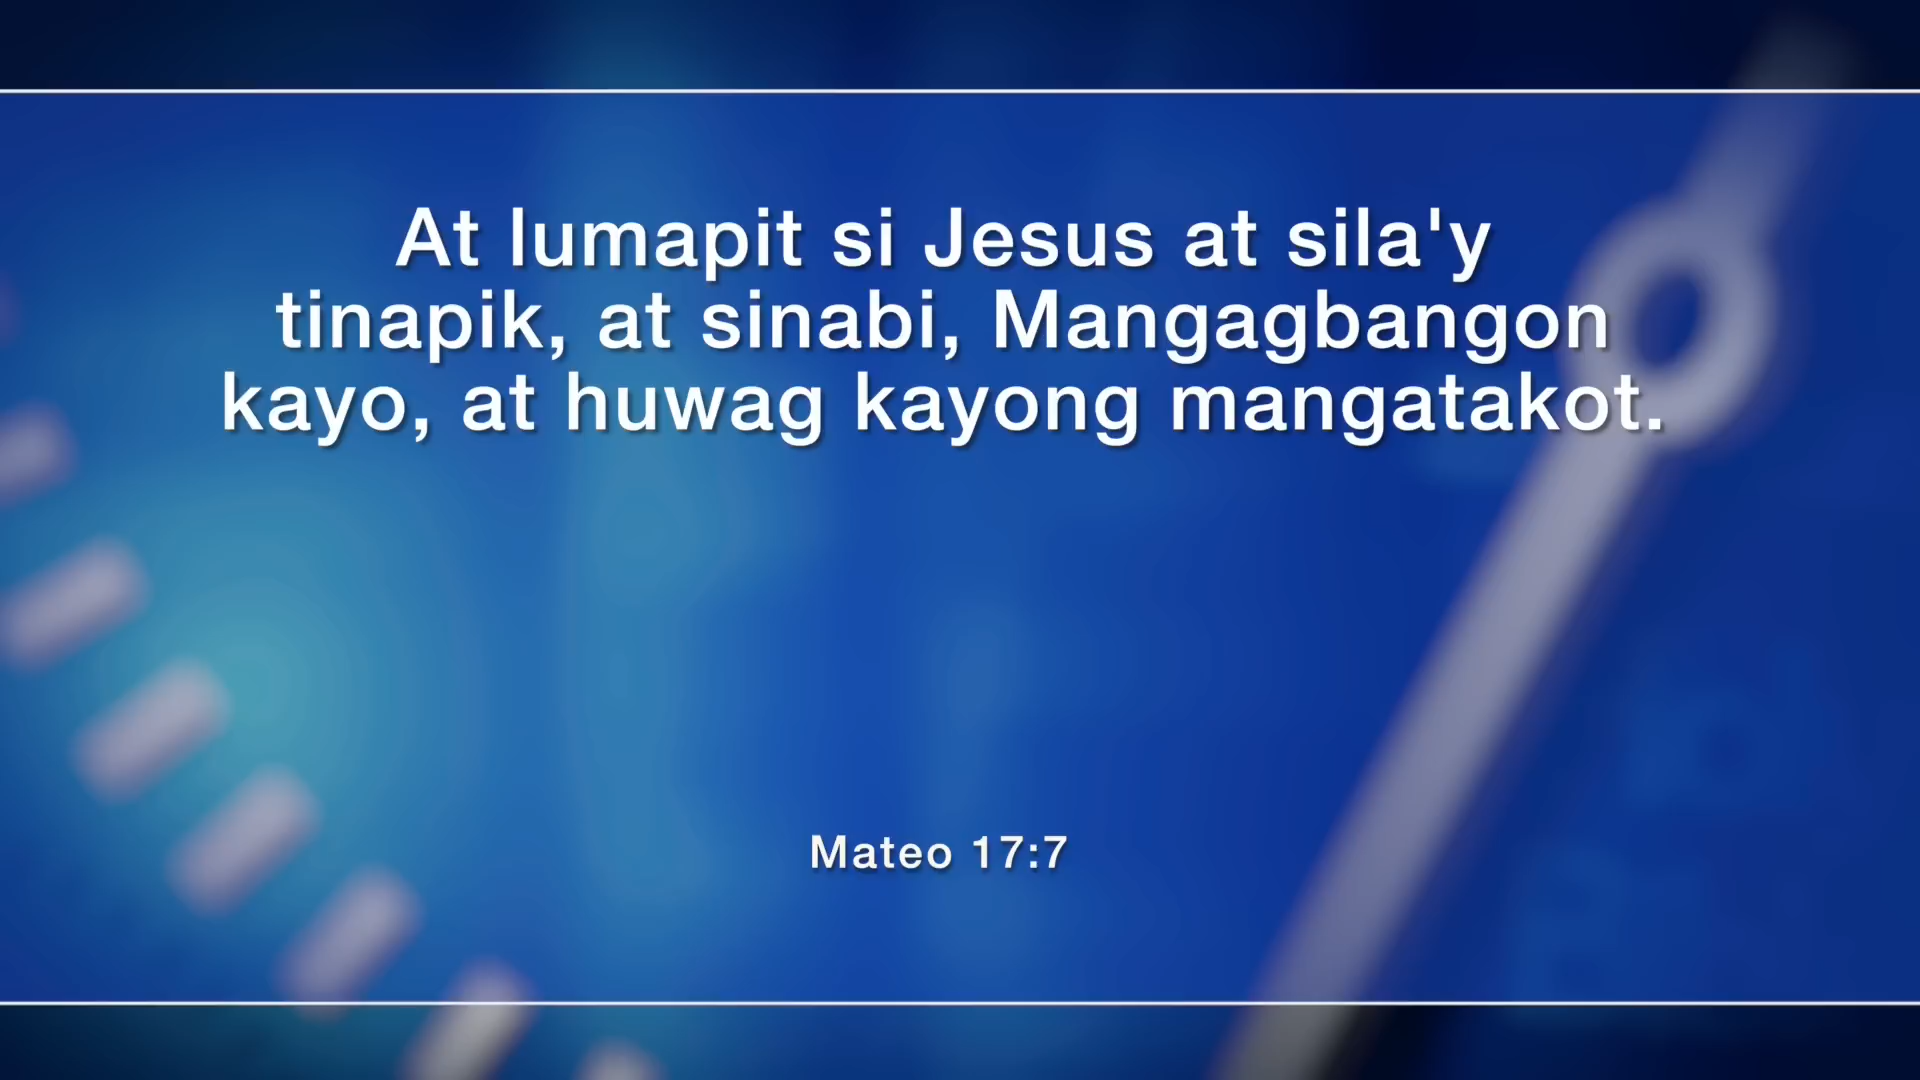 At lumapit si Jesus at sila'y
tinapik, at sinabi, Mangagbangon
kayo, at huwag kayong mangatakot.
Mateo 17:7